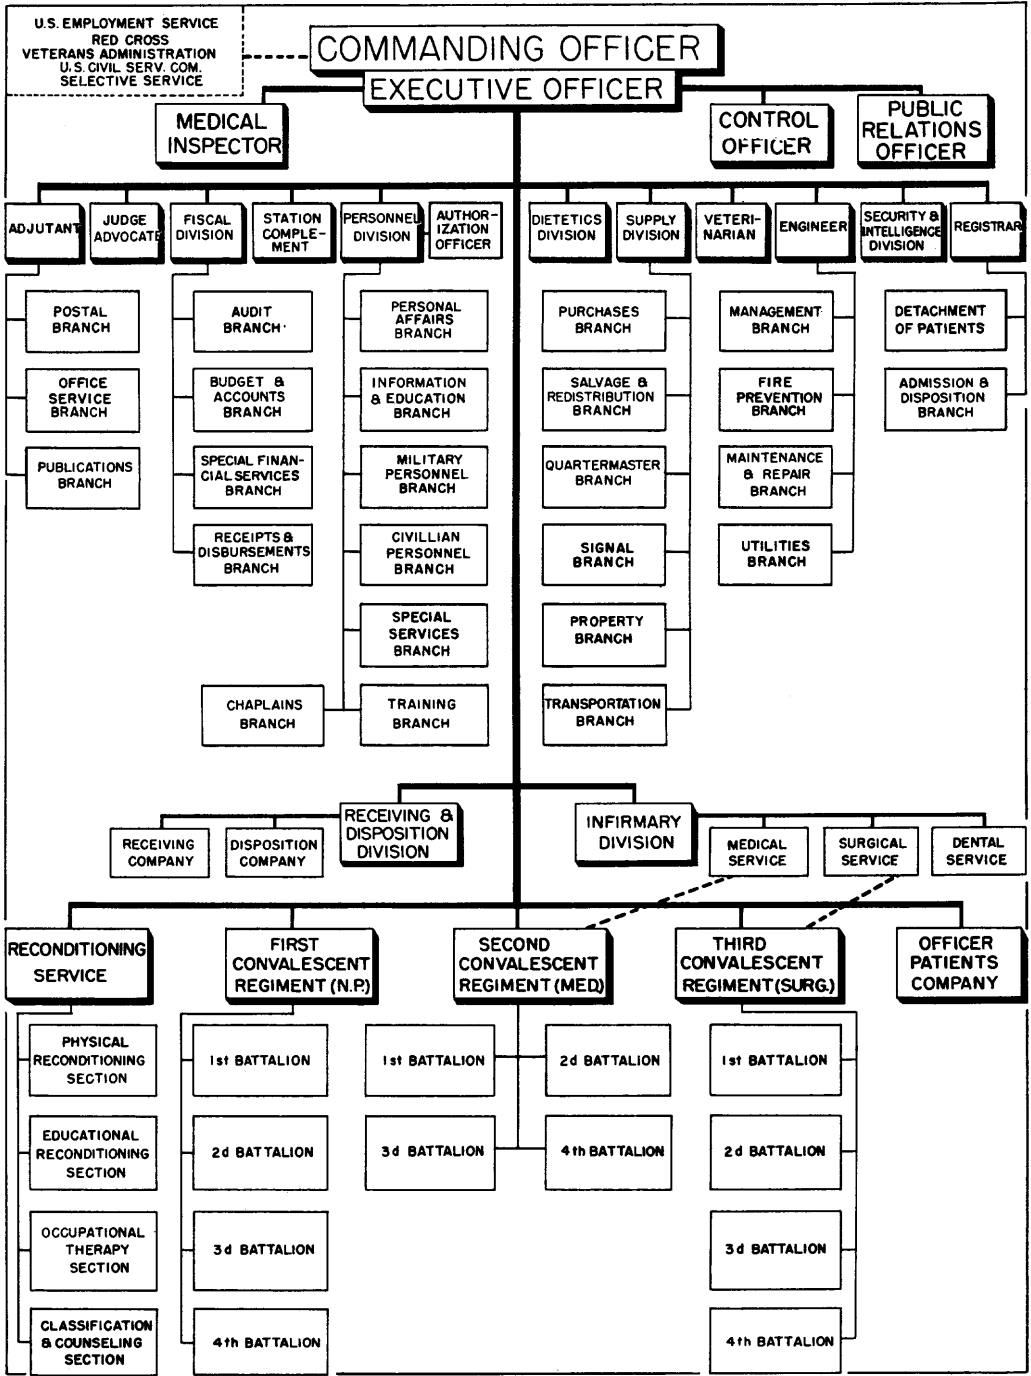 U.S. EMPLOYMENT SERVICE
RED CROSS
VETERANS ADMINISTRATION
U.S. CIVIL SERV. COM.
SELECTIVE SERVICE
COMMANDING OFFICER
EXECUTIVE OFFICER
MEDICAL
INSPECTOR
CONTROL
OFFICER
PUBLIC
RELATIONS
OFFICER
ADJUTANT
JUDGE
ADVOCATE
FISCAL
DIVISION
STATION
COMPLE-
MENT
PERSONNEL
DIVISION
AUTHOR-
IZATION
OFFICER
DIETETICS
DIVISION
SUPPLY
DIVISION
VETERI-
NARIAN
ENGINEER
SECURITY &
INTELLIGENCE
DIVISION
REGISTRAR
POSTAL
BRANCH
OFFICE
SERVICE
BRANCH
PUBLICATIONS
BRANCH
AUDIT
BRANCH
BUDGET &
ACCOUNTS
BRANCH
SPECIAL FINAN-
CIAL SERVICES
BRANCH
RECEIPTS &
DISBURSEMENTS
BRANCH
PERSONAL
AFFAIRS
BRANCH
INFORMATION
& EDUCATION
BRANCH
MILITARY
PERSONNEL
BRANCH
CIVILLIAN
PERSONNEL
BRANCH
SPECIAL
SERVICES
BRANCH
CHAPLAINS
BRANCH
TRAINING
BRANCH
PURCHASES
BRANCH
SALVAGE &
REDISTRIBUTION
BRANCH
QUARTERMASTER
BRANCH
SIGNAL
BRANCH
PROPERTY
BRANCH
TRANSPORTATION
BRANCH
MANAGEMENT
BRANCH
FIRE
PREVENTION
BRANCH
MAINTENANCE
& REPAIR
BRANCH
UTILITIES
BRANCH
DETACHMENT
OF PATIENTS
ADMISSION &
DISPOSITION
BRANCH
RECEIVING &
DISPOSITION
DIVISION
RECEIVING
COMPANY
DISPOSITION
COMPANY
INFIRMARY
DIVISION
MEDICAL
SERVICE
SURGICAL
SERVICE
DENTAL
SERVICE
RECONDITIONING
SERVICE
FIRST
CONVALESCENT
REGIMENT (N.P.)
SECOND
CONVALESCENT
REGIMENT (MED.)
THIRD
CONVALESCENT
REGIMENT (SURG.)
OFFICER
PATIENTS
COMPANY
PHYSICAL
RECONDITIONING
SECTION
EDUCATIONAL
RECONDITIONING
SECTION
OCCUPATIONAL
THERAPY
SECTION
CLASSIFICATION
& COUNSELING
SECTION
1st BATTALION
2d BATTALION
3d BATTALION
4th BATTALION
1st BATTALION
2d BATTALION
3d BATTALION
4th BATTALION
1st BATTALION
2d BATTALION
3d BATTALION
4th BATTALION